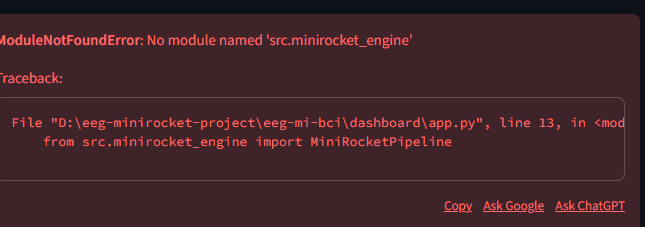 ModuleNotFoundError: No module named 'src.minirocket_engine'
Traceback:
File "D:\eeg-minirocket-project\eeg-mi-bci\dashboard\app.py", line 13, in <mod
from src.minirocket_engine import MiniRocketPipeline
Copy Ask Google Ask ChatGPT